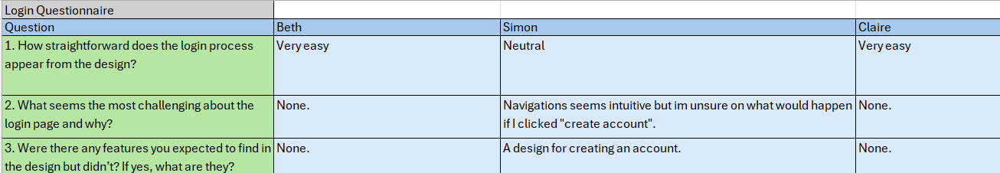 Login Questionnaire
Question Beth Simon Claire
1. How straightforward does the login process
appear from the design?
Very easy
Neutral
Very easy
2. What seems the most challenging about the
login page and why?
None.
Navigations seems intuitive but im unsure on what would happen
if I clicked "create account".
None.
3. Were there any features you expected to find in
the design but didn't? If yes, what are they?
None.
A design for creating an account.
None.